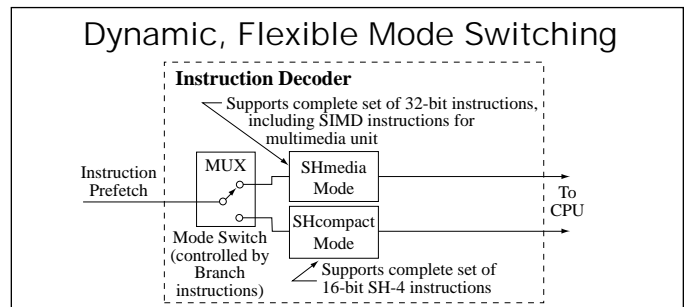 Dynamic, Flexible Mode Switching
Instruction Decoder
Supports complete set of 32-bit instructions,
including SIMD instructions for
multimedia unit
Instruction
Prefetch
MUX
SHmedia
Mode
To
CPU
SHcompact
Mode
Mode Switch
(controlled by
Branch
instructions)
Supports complete set of
16-bit SH-4 instructions